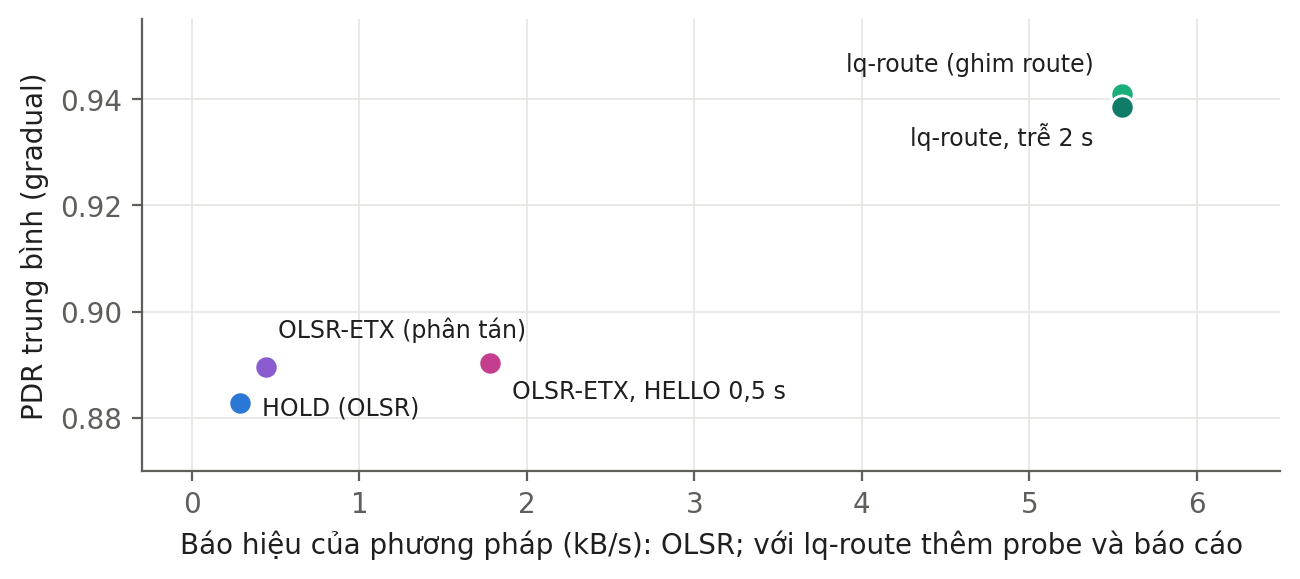 PDR trung bình (gradual)
0.94
0.92
0.90
0.88
lq-route (ghim route)
lq-route, trễ 2 s
OLSR-ETX (phân tán)
OLSR-ETX, HELLO 0,5 s
HOLD (OLSR)
0 1 2 3 4 5 6
Báo hiệu của phương pháp (kB/s): OLSR; với lq-route thêm probe và báo cáo